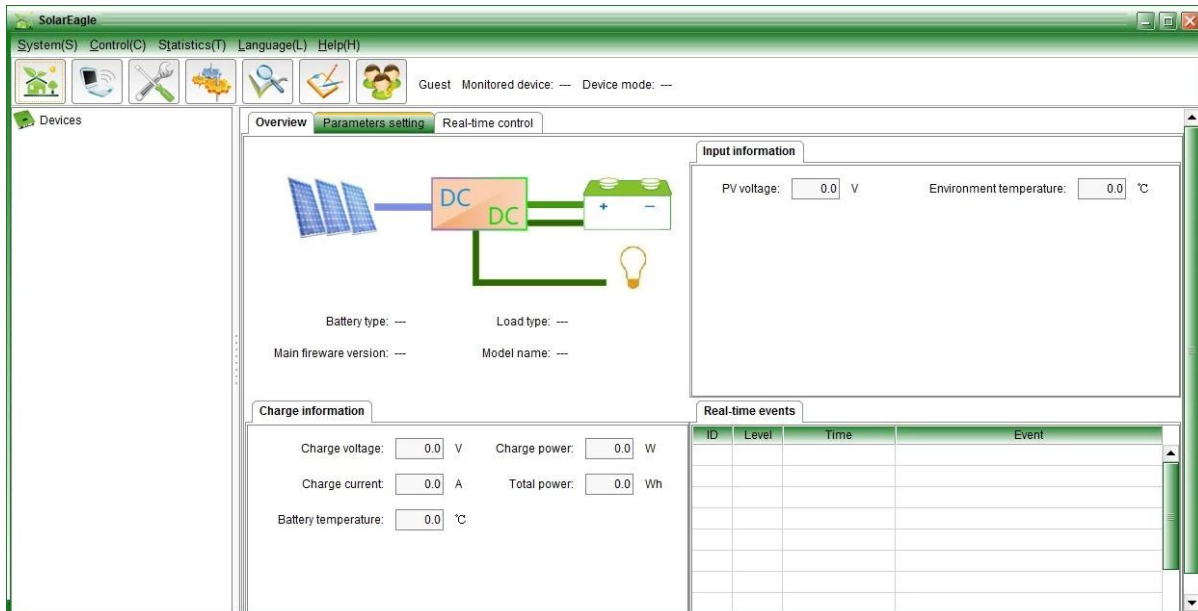 SolarEagle
System(S) Control(C) Statistics(T) Language(L) Help(H)
Guest Monitored device: --- Device mode: ---
Devices
Overview Parameters setting Real-time control
DC
DC
+ −
Battery type: --- Load type: ---
Main fireware version: --- Model name: ---
Input information
PV voltage: 0.0 V Environment temperature: 0.0 ℃
Charge information
Charge voltage: 0.0 V Charge power: 0.0 W
Charge current: 0.0 A Total power: 0.0 Wh
Battery temperature: 0.0 ℃
Real-time events
ID Level Time Event